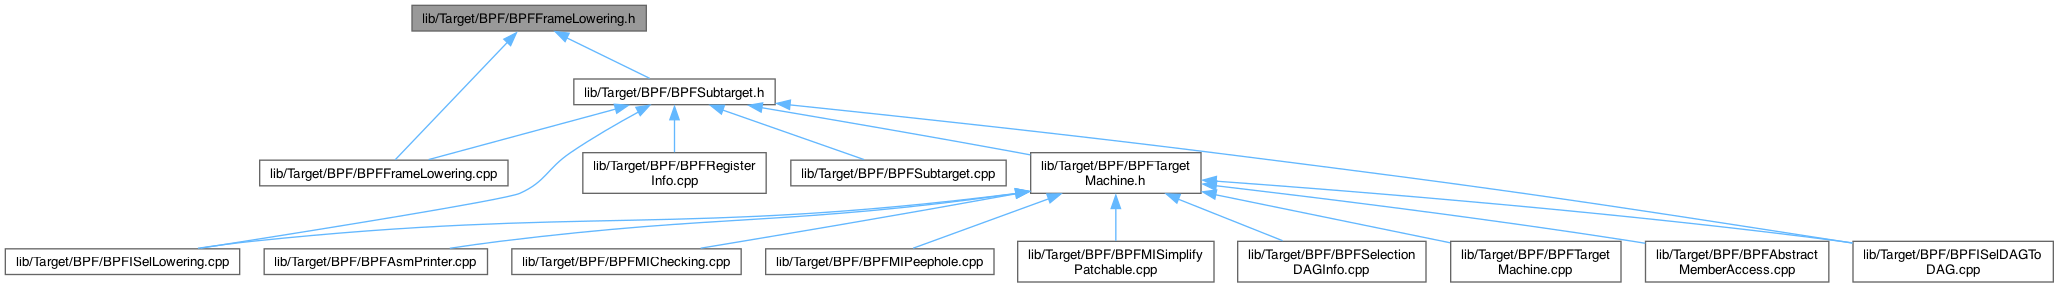 lib/Target/BPF/BPFFrameLowering.h
lib/Target/BPF/BPFSubtarget.h
lib/Target/BPF/BPFFrameLowering.cpp
lib/Target/BPF/BPFRegister
Info.cpp
lib/Target/BPF/BPFSubtarget.cpp
lib/Target/BPF/BPFTarget
Machine.h
lib/Target/BPF/BPFISelLowering.cpp
lib/Target/BPF/BPFAsmPrinter.cpp
lib/Target/BPF/BPFMIChecking.cpp
lib/Target/BPF/BPFMIPeephole.cpp
lib/Target/BPF/BPFMISimplify
Patchable.cpp
lib/Target/BPF/BPFSelection
DAGInfo.cpp
lib/Target/BPF/BPFTarget
Machine.cpp
lib/Target/BPF/BPFAbstract
MemberAccess.cpp
lib/Target/BPF/BPFISelDAGTo
DAG.cpp